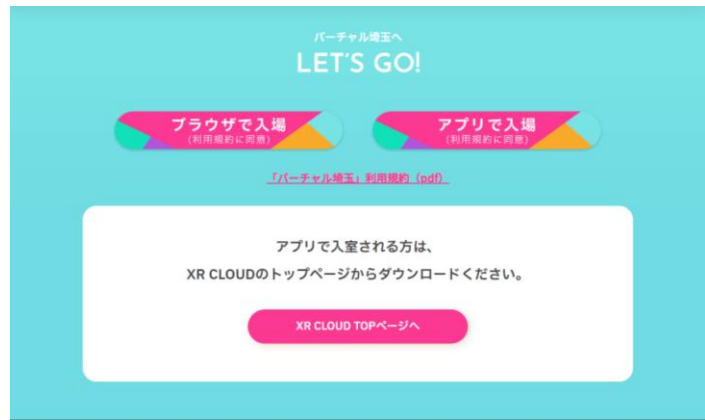 バーチャル埼玉へ
LET'S GO!
ブラウザで入場
(利用規約に同意)
アプリで入場
(利用規約に同意)
「バーチャル埼玉」利用規約（pdf）
アプリで入室される方は、
XR CLOUDのトップページからダウンロードください。
XR CLOUD TOPページへ